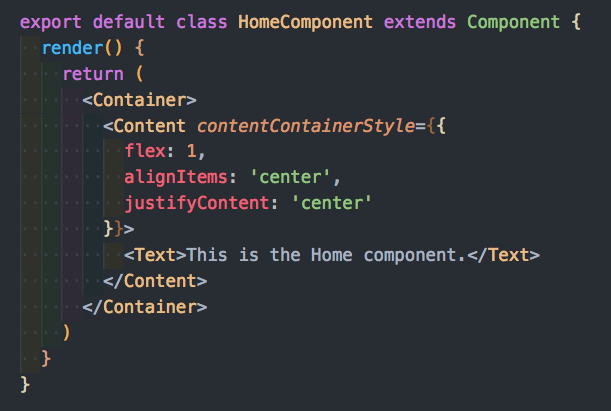 export default class HomeComponent extends Component {
  render() {
    return (
      <Container>
        <Content contentContainerStyle={{
          flex: 1,
          alignItems: 'center',
          justifyContent: 'center'
        }}>
          <Text>This is the Home component.</Text>
        </Content>
      </Container>
    )
  }
}